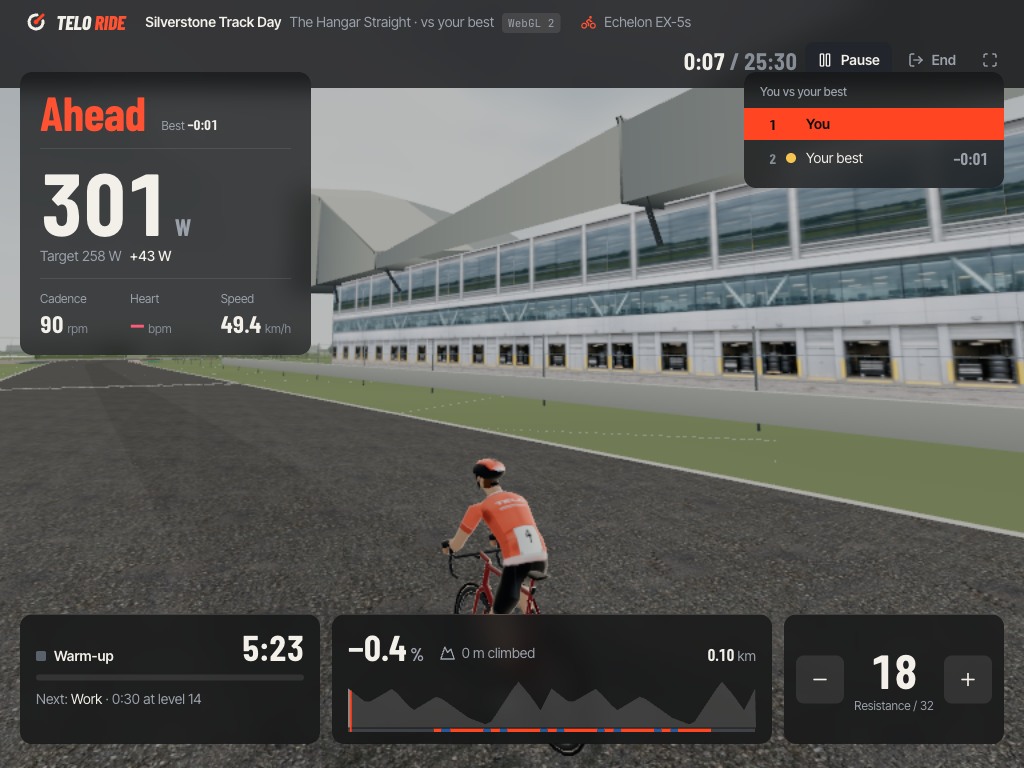 TELO RIDE Silverstone Track Day The Hangar Straight · vs your best WebGL 2 Echelon EX-5s
0:07 / 25:30 Pause End
Ahead Best −0:01
301 W
Target 258 W +43 W
Cadence Heart Speed
90 rpm – bpm 49.4 km/h
You vs your best
1 You
2 Your best −0:01
4
Warm-up 5:23
Next: Work · 0:30 at level 14
−0.4 % 0 m climbed 0.10 km
− 18 +
Resistance / 32